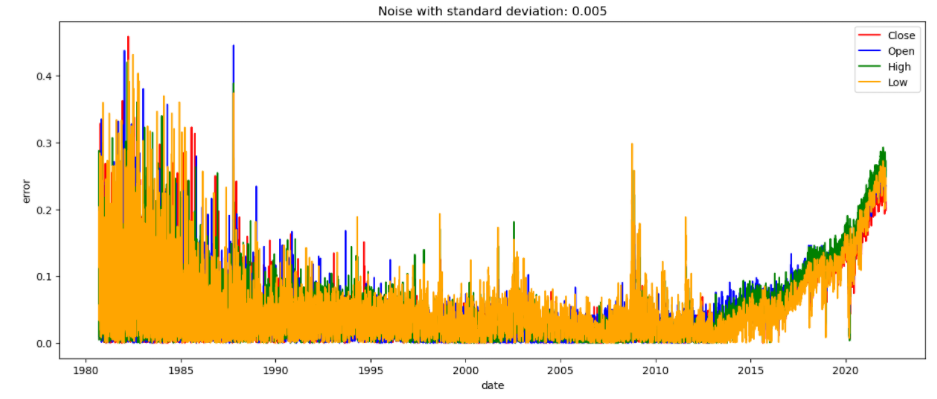 Noise with standard deviation: 0.005
Close
Open
High
Low
error
0.4
0.3
0.2
0.1
0.0
1980 1985 1990 1995 2000 2005 2010 2015 2020
date